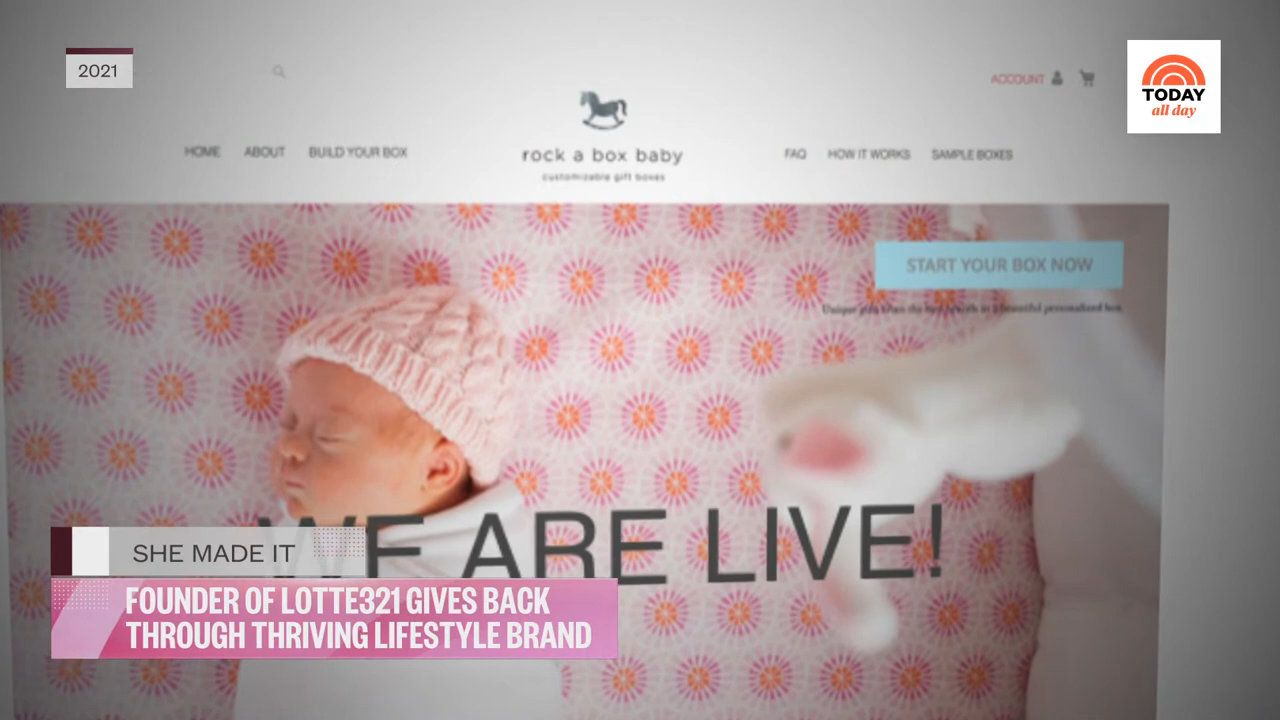 2021
TODAY
all day
ACCOUNT
HOME ABOUT BUILD YOUR BOX
rock a box baby
customizable gift boxes
FAQ HOW IT WORKS SAMPLE BOXES
START YOUR BOX NOW
WE ARE LIVE!
SHE MADE IT
FOUNDER OF LOTTE321 GIVES BACK
THROUGH THRIVING LIFESTYLE BRAND